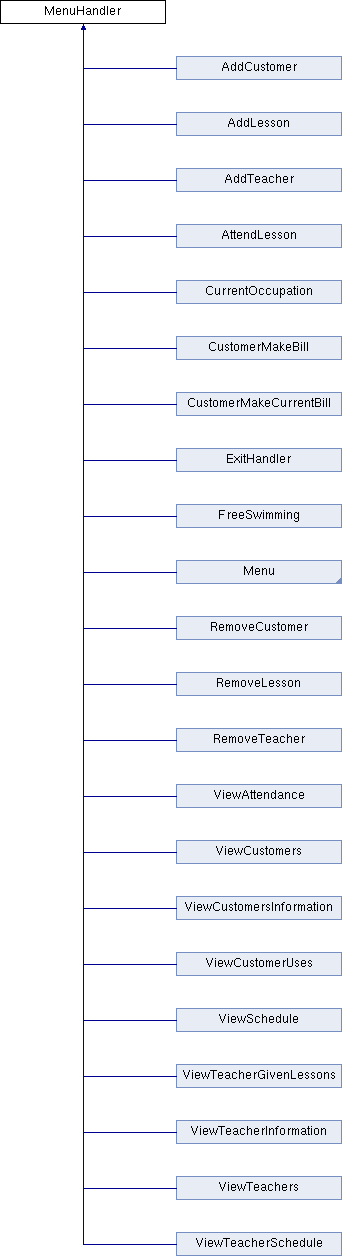 MenuHandler
AddCustomer
AddLesson
AddTeacher
AttendLesson
CurrentOccupation
CustomerMakeBill
CustomerMakeCurrentBill
ExitHandler
FreeSwimming
Menu
RemoveCustomer
RemoveLesson
RemoveTeacher
ViewAttendance
ViewCustomers
ViewCustomersInformation
ViewCustomerUses
ViewSchedule
ViewTeacherGivenLessons
ViewTeacherInformation
ViewTeachers
ViewTeacherSchedule